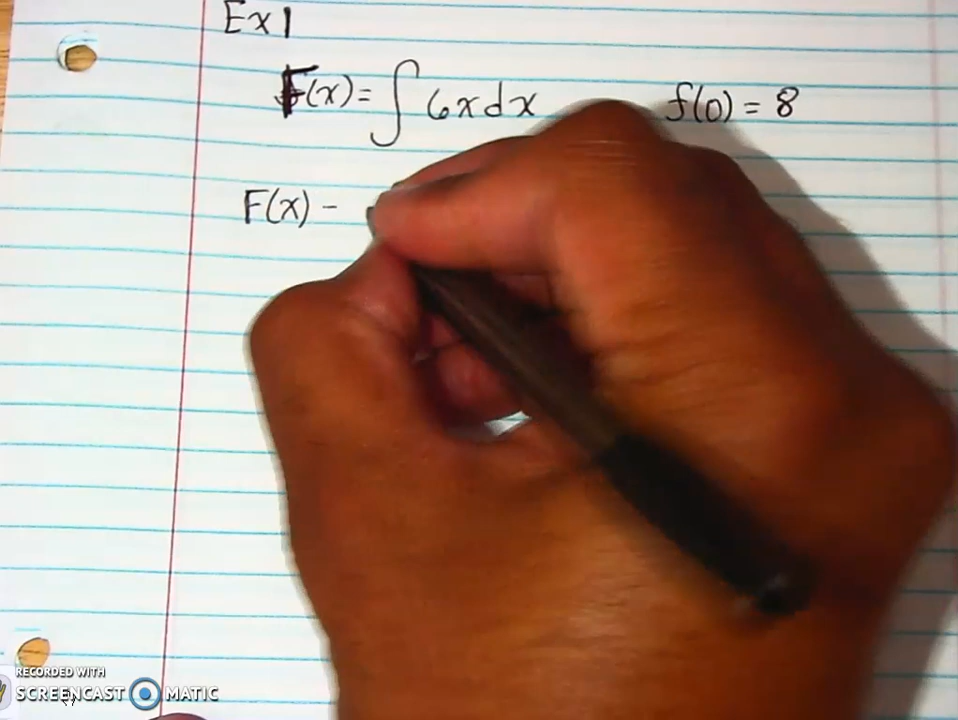 Ex 1
F(x) = ∫ 6x dx f(0) = 8
F(x) -
RECORDED WITH
SCREENCAST MATIC